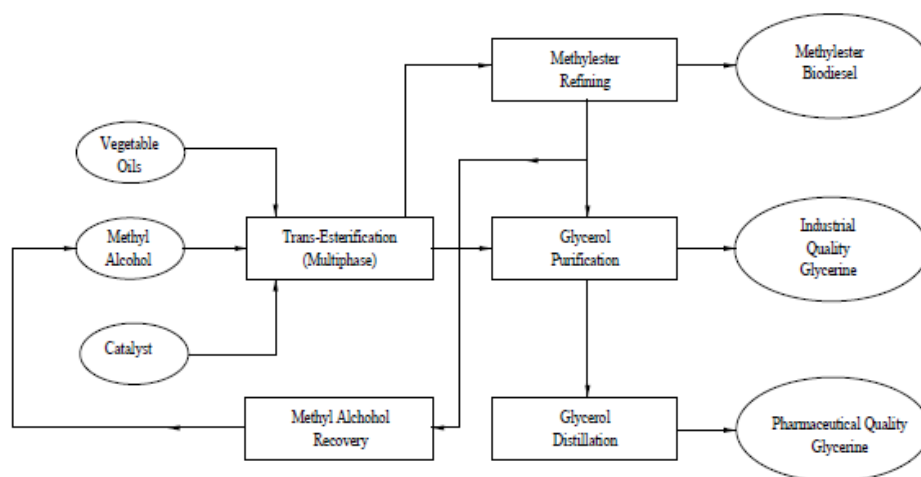 Methylester
Refining
Methylester
Biodiesel
Vegetable
Oils
Methyl
Alcohol
Trans-Esterification
(Multiphase)
Glycerol
Purification
Industrial
Quality
Glycerine
Catalyst
Methyl Alchohol
Recovery
Glycerol
Distillation
Pharmaceutical Quality
Glycerine